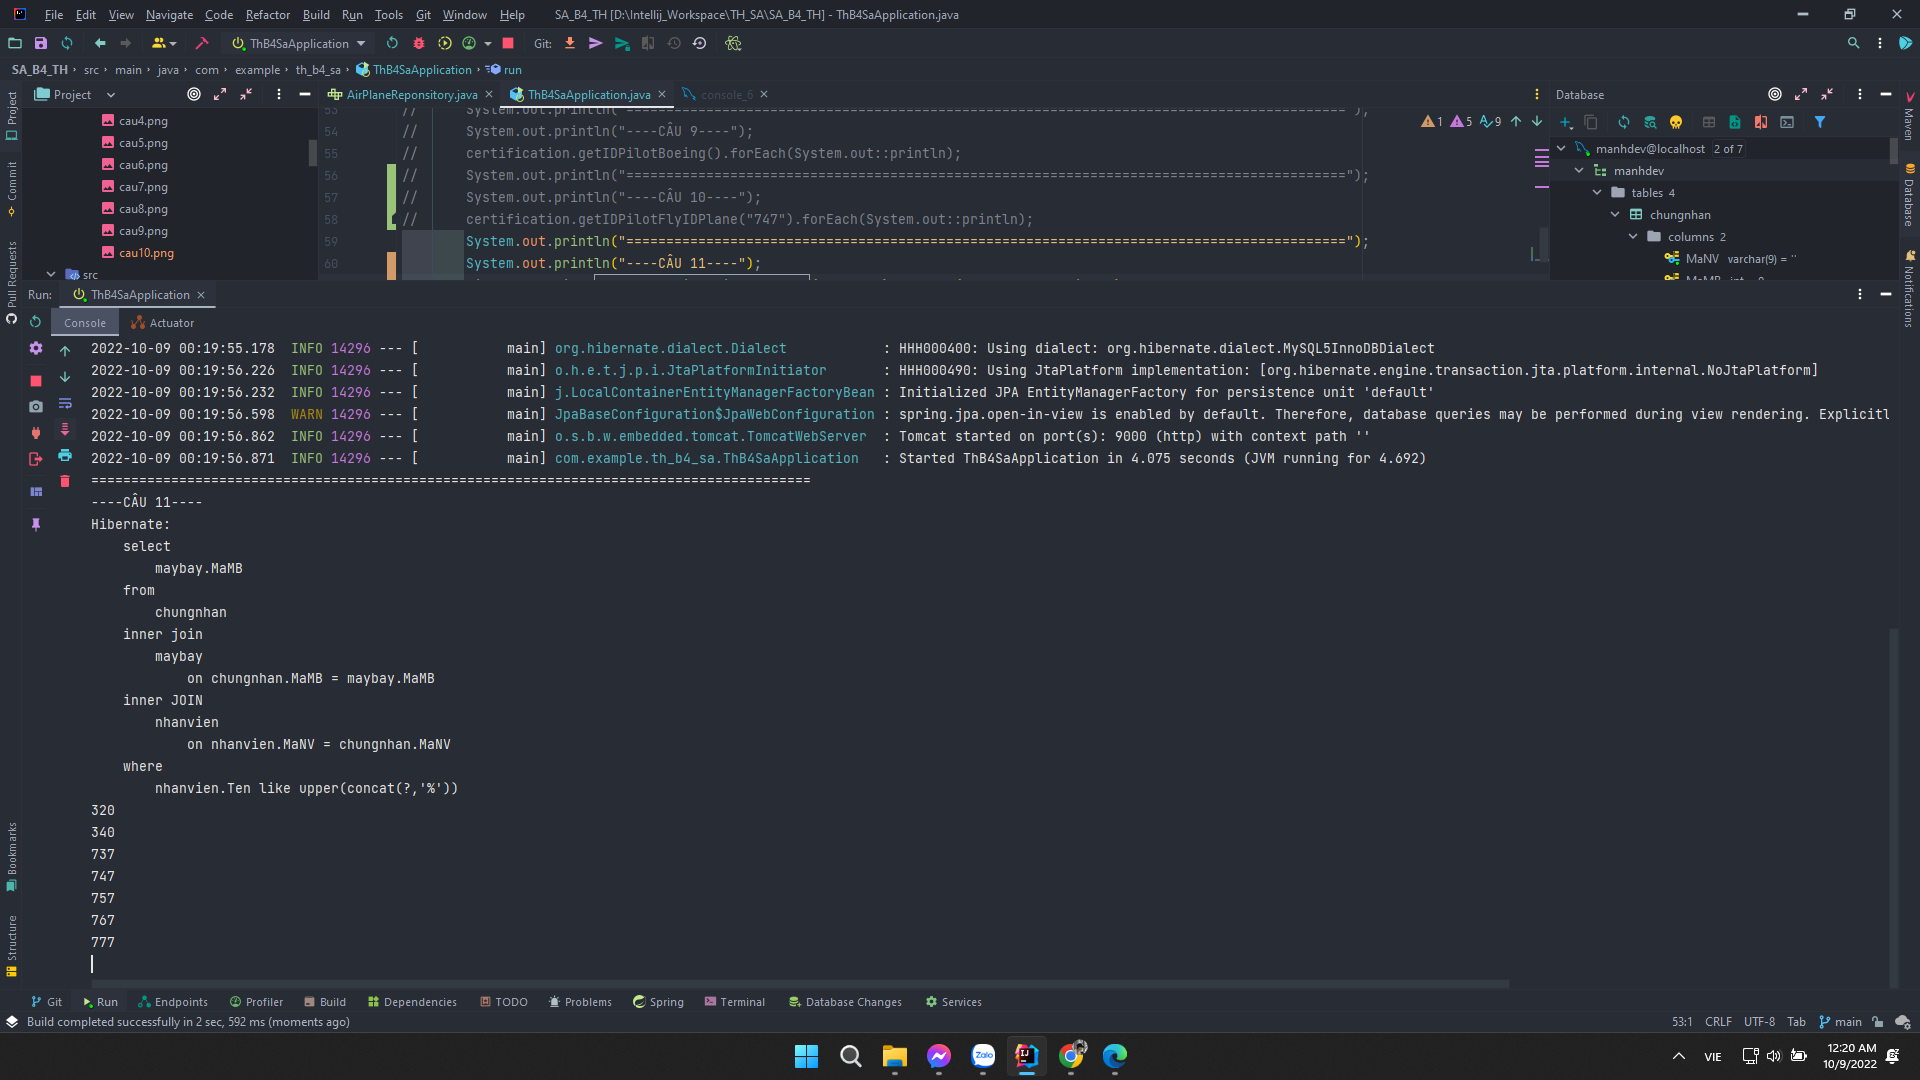 File Edit View Navigate Code Refactor Build Run Tools Git Window Help SA_B4_TH [D:\Intellij_Workspace\TH_SA\SA_B4_TH] - ThB4SaApplication.java
ThB4SaApplication Git:
SA_B4_TH src main java com example th_b4_sa ThB4SaApplication run
Project
AirPlaneReponsitory.java ThB4SaApplication.java console_6
Database
cau4.png
cau5.png
cau6.png
cau7.png
cau8.png
cau9.png
cau10.png
src
54 // System.out.println("----CÂU 9----");
55 // certification.getIDPilotBoeing().forEach(System.out::println);
56 // System.out.println("==========================================================================================");
57 // System.out.println("----CÂU 10----");
58 // certification.getIDPilotFlyIDPlane("747").forEach(System.out::println);
59 System.out.println("==========================================================================================");
60 System.out.println("----CÂU 11----");
1 5 9
manhdev@localhost 2 of 7
manhdev
tables 4
chungnhan
columns 2
MaNV varchar(9) = ''
Project
Commit
Pull Requests
Bookmarks
Structure
Maven
Database
Notifications
Run: ThB4SaApplication
Console Actuator
2022-10-09 00:19:55.178 INFO 14296 --- [ main] org.hibernate.dialect.Dialect : HHH000400: Using dialect: org.hibernate.dialect.MySQL5InnoDBDialect
2022-10-09 00:19:56.226 INFO 14296 --- [ main] o.h.e.t.j.p.i.JtaPlatformInitiator : HHH000490: Using JtaPlatform implementation: [org.hibernate.engine.transaction.jta.platform.internal.NoJtaPlatform]
2022-10-09 00:19:56.232 INFO 14296 --- [ main] j.LocalContainerEntityManagerFactoryBean : Initialized JPA EntityManagerFactory for persistence unit 'default'
2022-10-09 00:19:56.598 WARN 14296 --- [ main] JpaBaseConfiguration$JpaWebConfiguration : spring.jpa.open-in-view is enabled by default. Therefore, database queries may be performed during view rendering. Explicitl
2022-10-09 00:19:56.862 INFO 14296 --- [ main] o.s.b.w.embedded.tomcat.TomcatWebServer : Tomcat started on port(s): 9000 (http) with context path ''
2022-10-09 00:19:56.871 INFO 14296 --- [ main] com.example.th_b4_sa.ThB4SaApplication : Started ThB4SaApplication in 4.075 seconds (JVM running for 4.692)
==========================================================================================
----CÂU 11----
Hibernate:
select
maybay.MaMB
from
chungnhan
inner join
maybay
on chungnhan.MaMB = maybay.MaMB
inner JOIN
nhanvien
on nhanvien.MaNV = chungnhan.MaNV
where
nhanvien.Ten like upper(concat(?,'%'))
320
340
737
747
757
767
777
Git Run Endpoints Profiler Build Dependencies TODO Problems Spring Terminal Database Changes Services
Build completed successfully in 2 sec, 592 ms (moments ago) 53:1 CRLF UTF-8 Tab main
Zalo
VIE
12:20 AM
10/9/2022